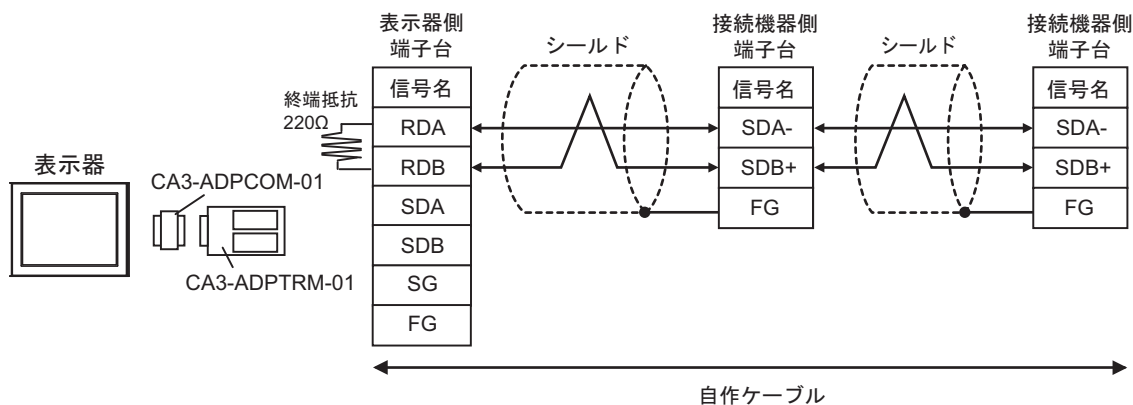 表示器側
端子台
シールド
接続機器側
端子台
シールド
接続機器側
端子台
終端抵抗
220Ω
信号名
信号名
信号名
RDA
SDA-
SDA-
RDB
SDB+
SDB+
表示器
CA3-ADPCOM-01
SDA
FG
FG
SDB
CA3-ADPTRM-01
SG
FG
自作ケーブル